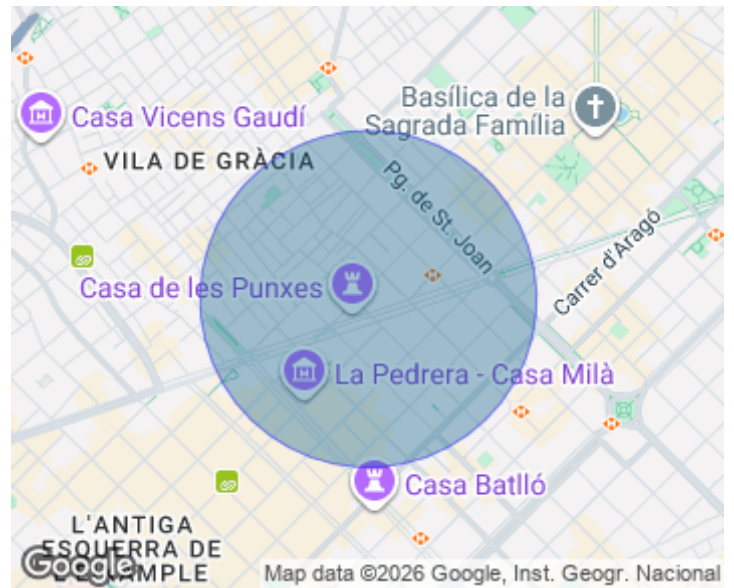 Basílica de la
Sagrada Família
Casa Vicens Gaudí
VILA DE GRÀCIA
Pg. de St. Joan
Carrer d'Aragó
Casa de les Punxes
La Pedrera - Casa Milà
Casa Batlló
L'ANTIGA
ESQUERRA DE
L'EIXAMPLE
Google
Map data ©2026 Google, Inst. Geogr. Nacional